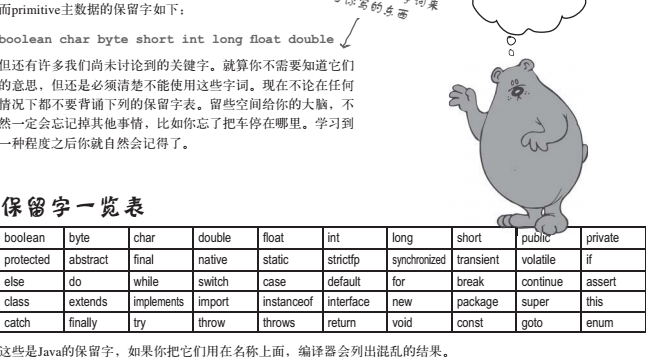 而primitive主数据的保留字如下：
boolean char byte short int long float double
你写的东西
但还有许多我们尚未讨论到的关键字。就算你不需要知道它们
的意思，但还是必须清楚不能使用这些字词。现在不论在任何
情况下都不要背诵下列的保留字表。留些空间给你的大脑，不
然一定会忘记掉其他事情，比如你忘了把车停在哪里。学习到
一种程度之后你就自然会记得了。
保留字一览表
boolean byte char double float int long short public private
protected abstract final native static strictfp synchronized transient volatile if
else do while switch case default for break continue assert
class extends implements import instanceof interface new package super this
catch finally try throw throws return void const goto enum
这些是Java的保留字，如果你把它们用在名称上面，编译器会列出混乱的结果。